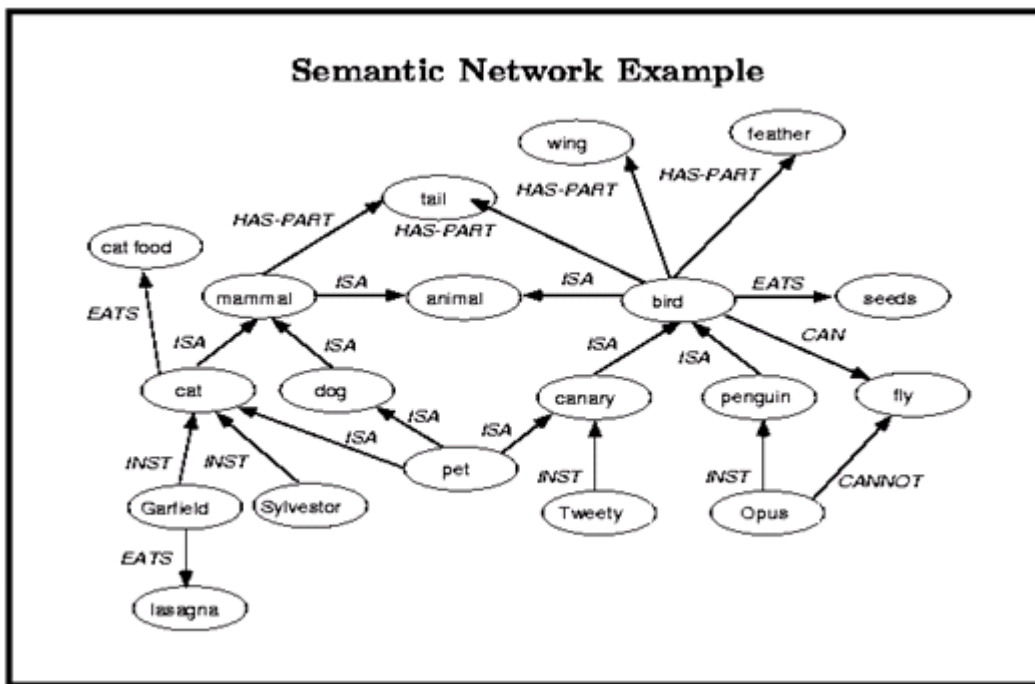 Semantic Network Example
wing
feather
HAS-PART
HAS-PART
tail
HAS-PART
HAS-PART
cat food
mammal
ISA
animal
ISA
bird
EATS
seeds
EATS
CAN
ISA
ISA
ISA
ISA
cat
dog
canary
penguin
fly
ISA
ISA
ISA
pet
INST
INST
INST
INST
CANNOT
Garfield
Sylvestor
Tweety
Opus
EATS
lasagna